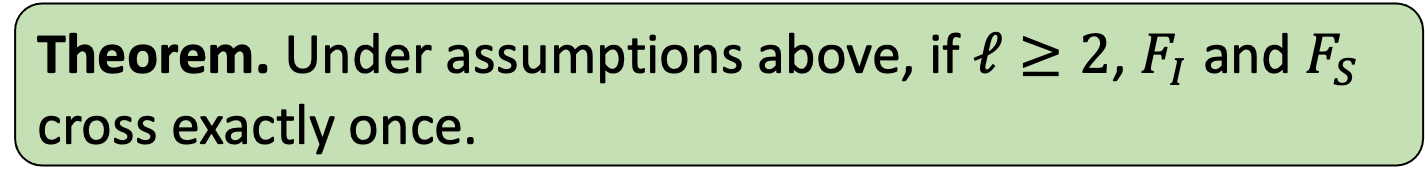 Theorem. Under assumptions above, if ℓ ≥ 2, F_I and F_S
cross exactly once.